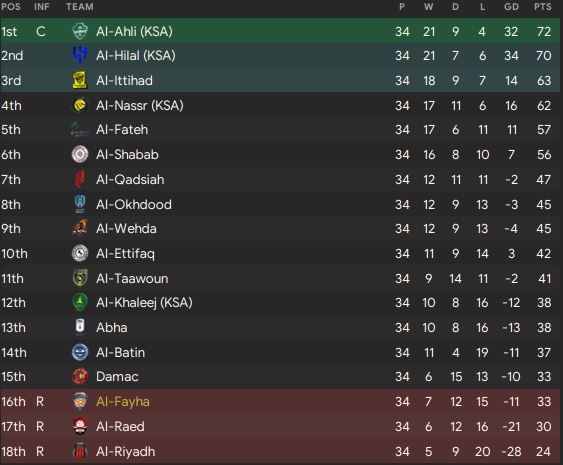 POS INF TEAM P W D L GD PTS
1st C Al-Ahli (KSA) 34 21 9 4 32 72
2nd Al-Hilal (KSA) 34 21 7 6 34 70
3rd Al-Ittihad 34 18 9 7 14 63
4th Al-Nassr (KSA) 34 17 11 6 16 62
5th Al-Fateh 34 17 6 11 11 57
6th Al-Shabab 34 16 8 10 7 56
7th Al-Qadsiah 34 12 11 11 -2 47
8th Al-Okhdood 34 12 9 13 -3 45
9th Al-Wehda 34 12 9 13 -4 45
10th Al-Ettifaq 34 11 9 14 3 42
11th Al-Taawoun 34 9 14 11 -2 41
12th Al-Khaleej (KSA) 34 10 8 16 -12 38
13th Abha 34 10 8 16 -13 38
14th Al-Batin 34 11 4 19 -11 37
15th Damac 34 6 15 13 -10 33
16th R Al-Fayha 34 7 12 15 -11 33
17th R Al-Raed 34 6 12 16 -21 30
18th R Al-Riyadh 34 5 9 20 -28 24